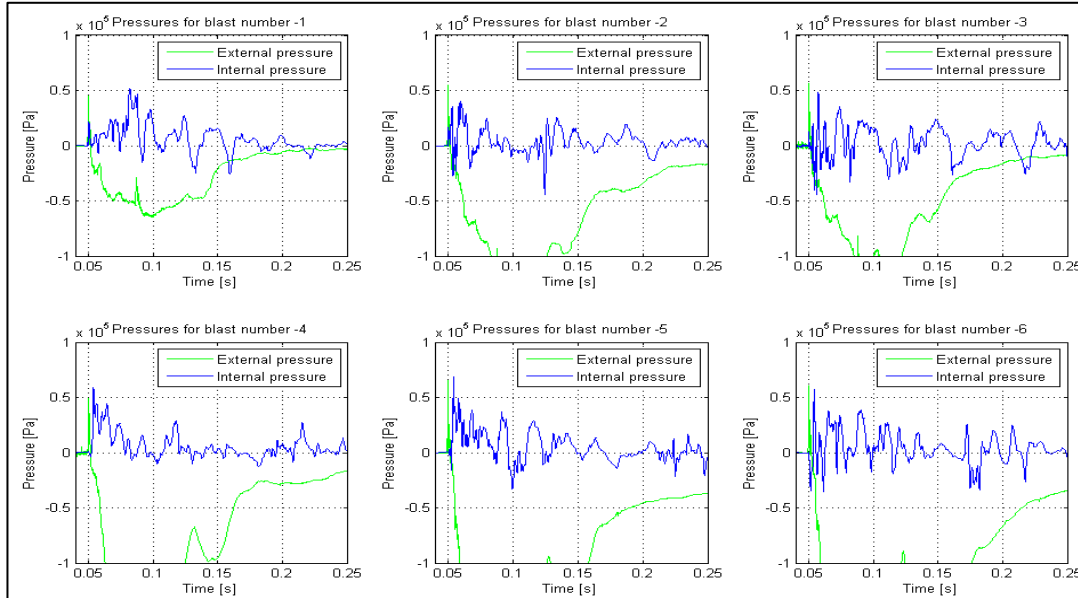 x 10^5 Pressures for blast number -1
1
0.5
0
-0.5
-1
0.05 0.1 0.15 0.2 0.25
Pressure [Pa]
Time [s]
External pressure
Internal pressure
x 10^5 Pressures for blast number -2
1
0.5
0
-0.5
-1
0.05 0.1 0.15 0.2 0.25
Pressure [Pa]
Time [s]
External pressure
Internal pressure
x 10^5 Pressures for blast number -3
1
0.5
0
-0.5
-1
0.05 0.1 0.15 0.2 0.25
Pressure [Pa]
Time [s]
External pressure
Internal pressure
x 10^5 Pressures for blast number -4
1
0.5
0
-0.5
-1
0.05 0.1 0.15 0.2 0.25
Pressure [Pa]
Time [s]
External pressure
Internal pressure
x 10^5 Pressures for blast number -5
1
0.5
0
-0.5
-1
0.05 0.1 0.15 0.2 0.25
Pressure [Pa]
Time [s]
External pressure
Internal pressure
x 10^5 Pressures for blast number -6
1
0.5
0
-0.5
-1
0.05 0.1 0.15 0.2 0.25
Pressure [Pa]
Time [s]
External pressure
Internal pressure